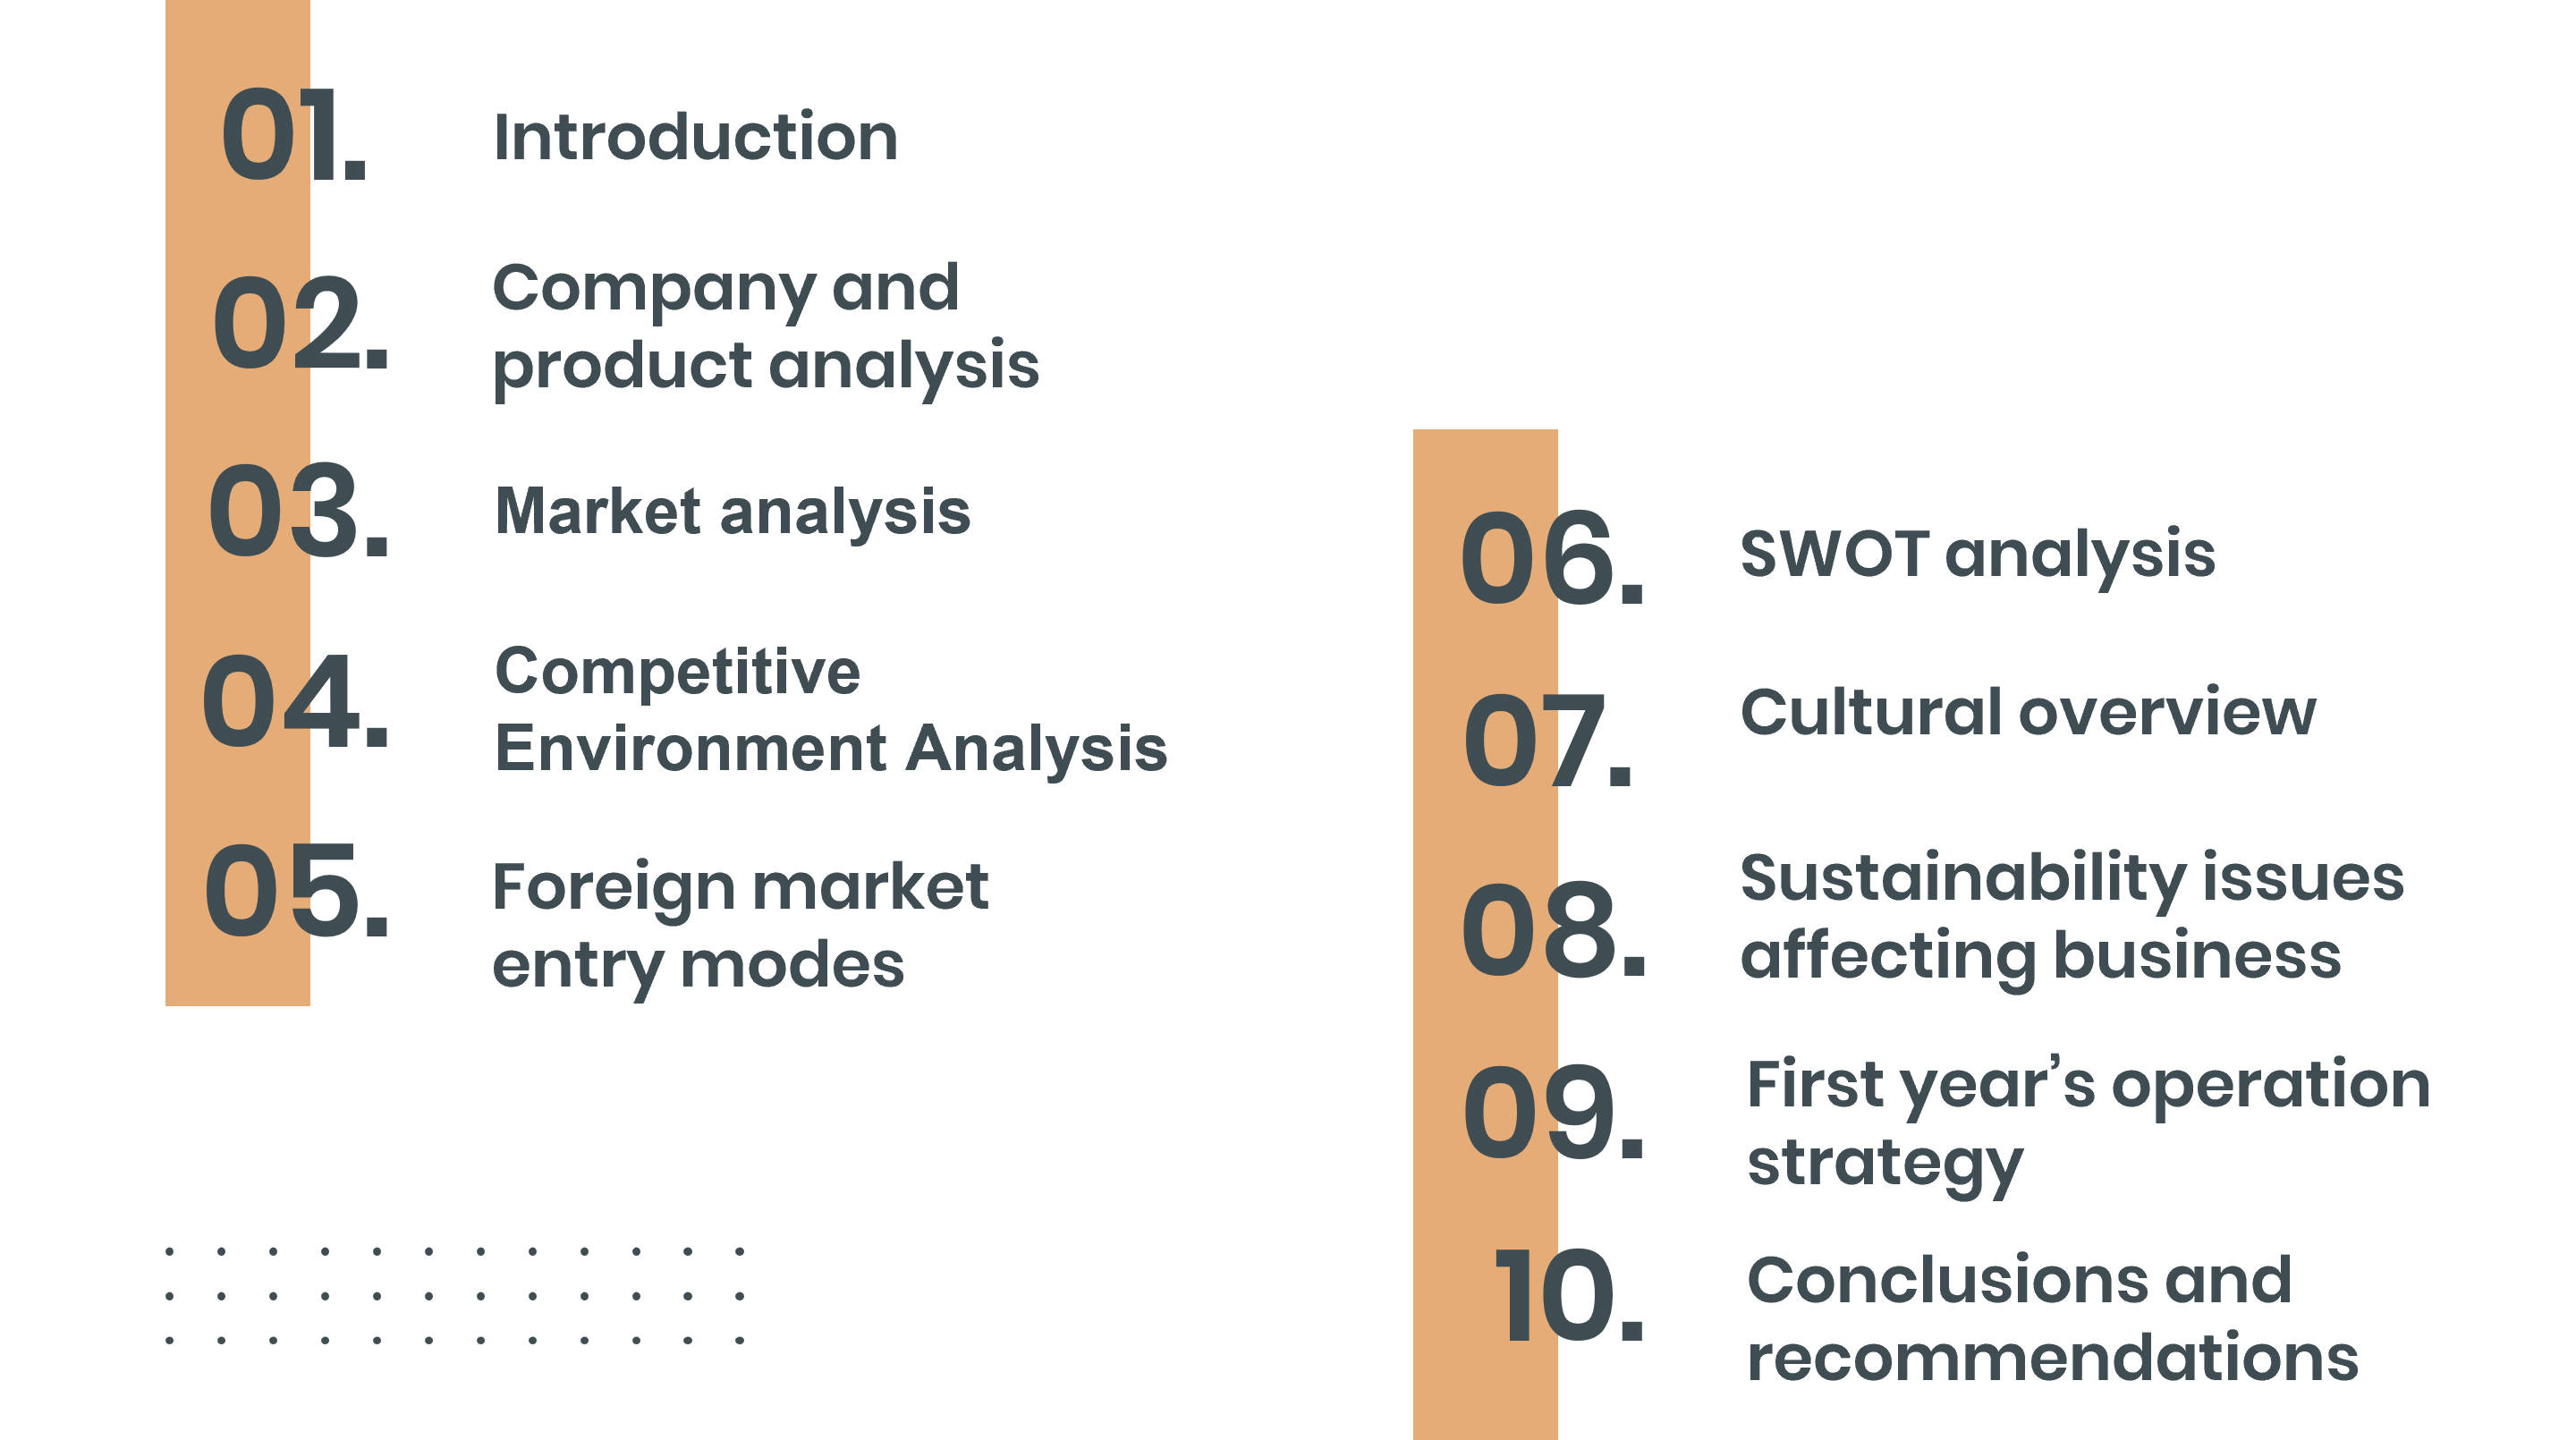 01.
Introduction
02.
Company and
product analysis
03.
Market analysis
04.
Competitive
Environment Analysis
05.
Foreign market
entry modes
06.
SWOT analysis
07.
Cultural overview
08.
Sustainability issues
affecting business
09.
First year’s operation
strategy
10.
Conclusions and
recommendations